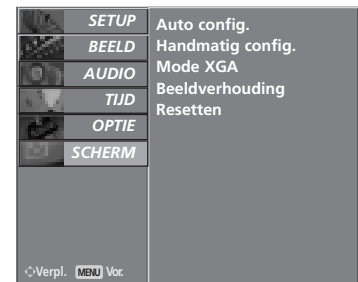 SETUP
BEELD
AUDIO
TIJD
OPTIE
SCHERM
Auto config.
Handmatig config.
Mode XGA
Beeldverhouding
Resetten
Verpl. MENU Vor.